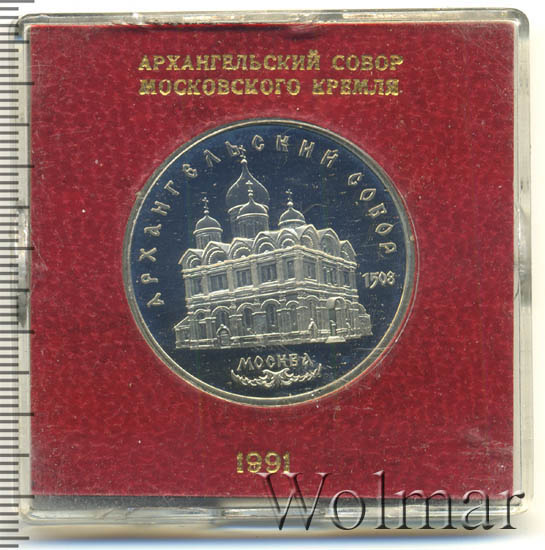 АРХАНГЕЛЬСКИЙ СОБОР
МОСКОВСКОГО КРЕМЛЯ
АРХАНГЕЛЬСКИЙ СОБОР
1508
МОСКВА
1991
Wolmar